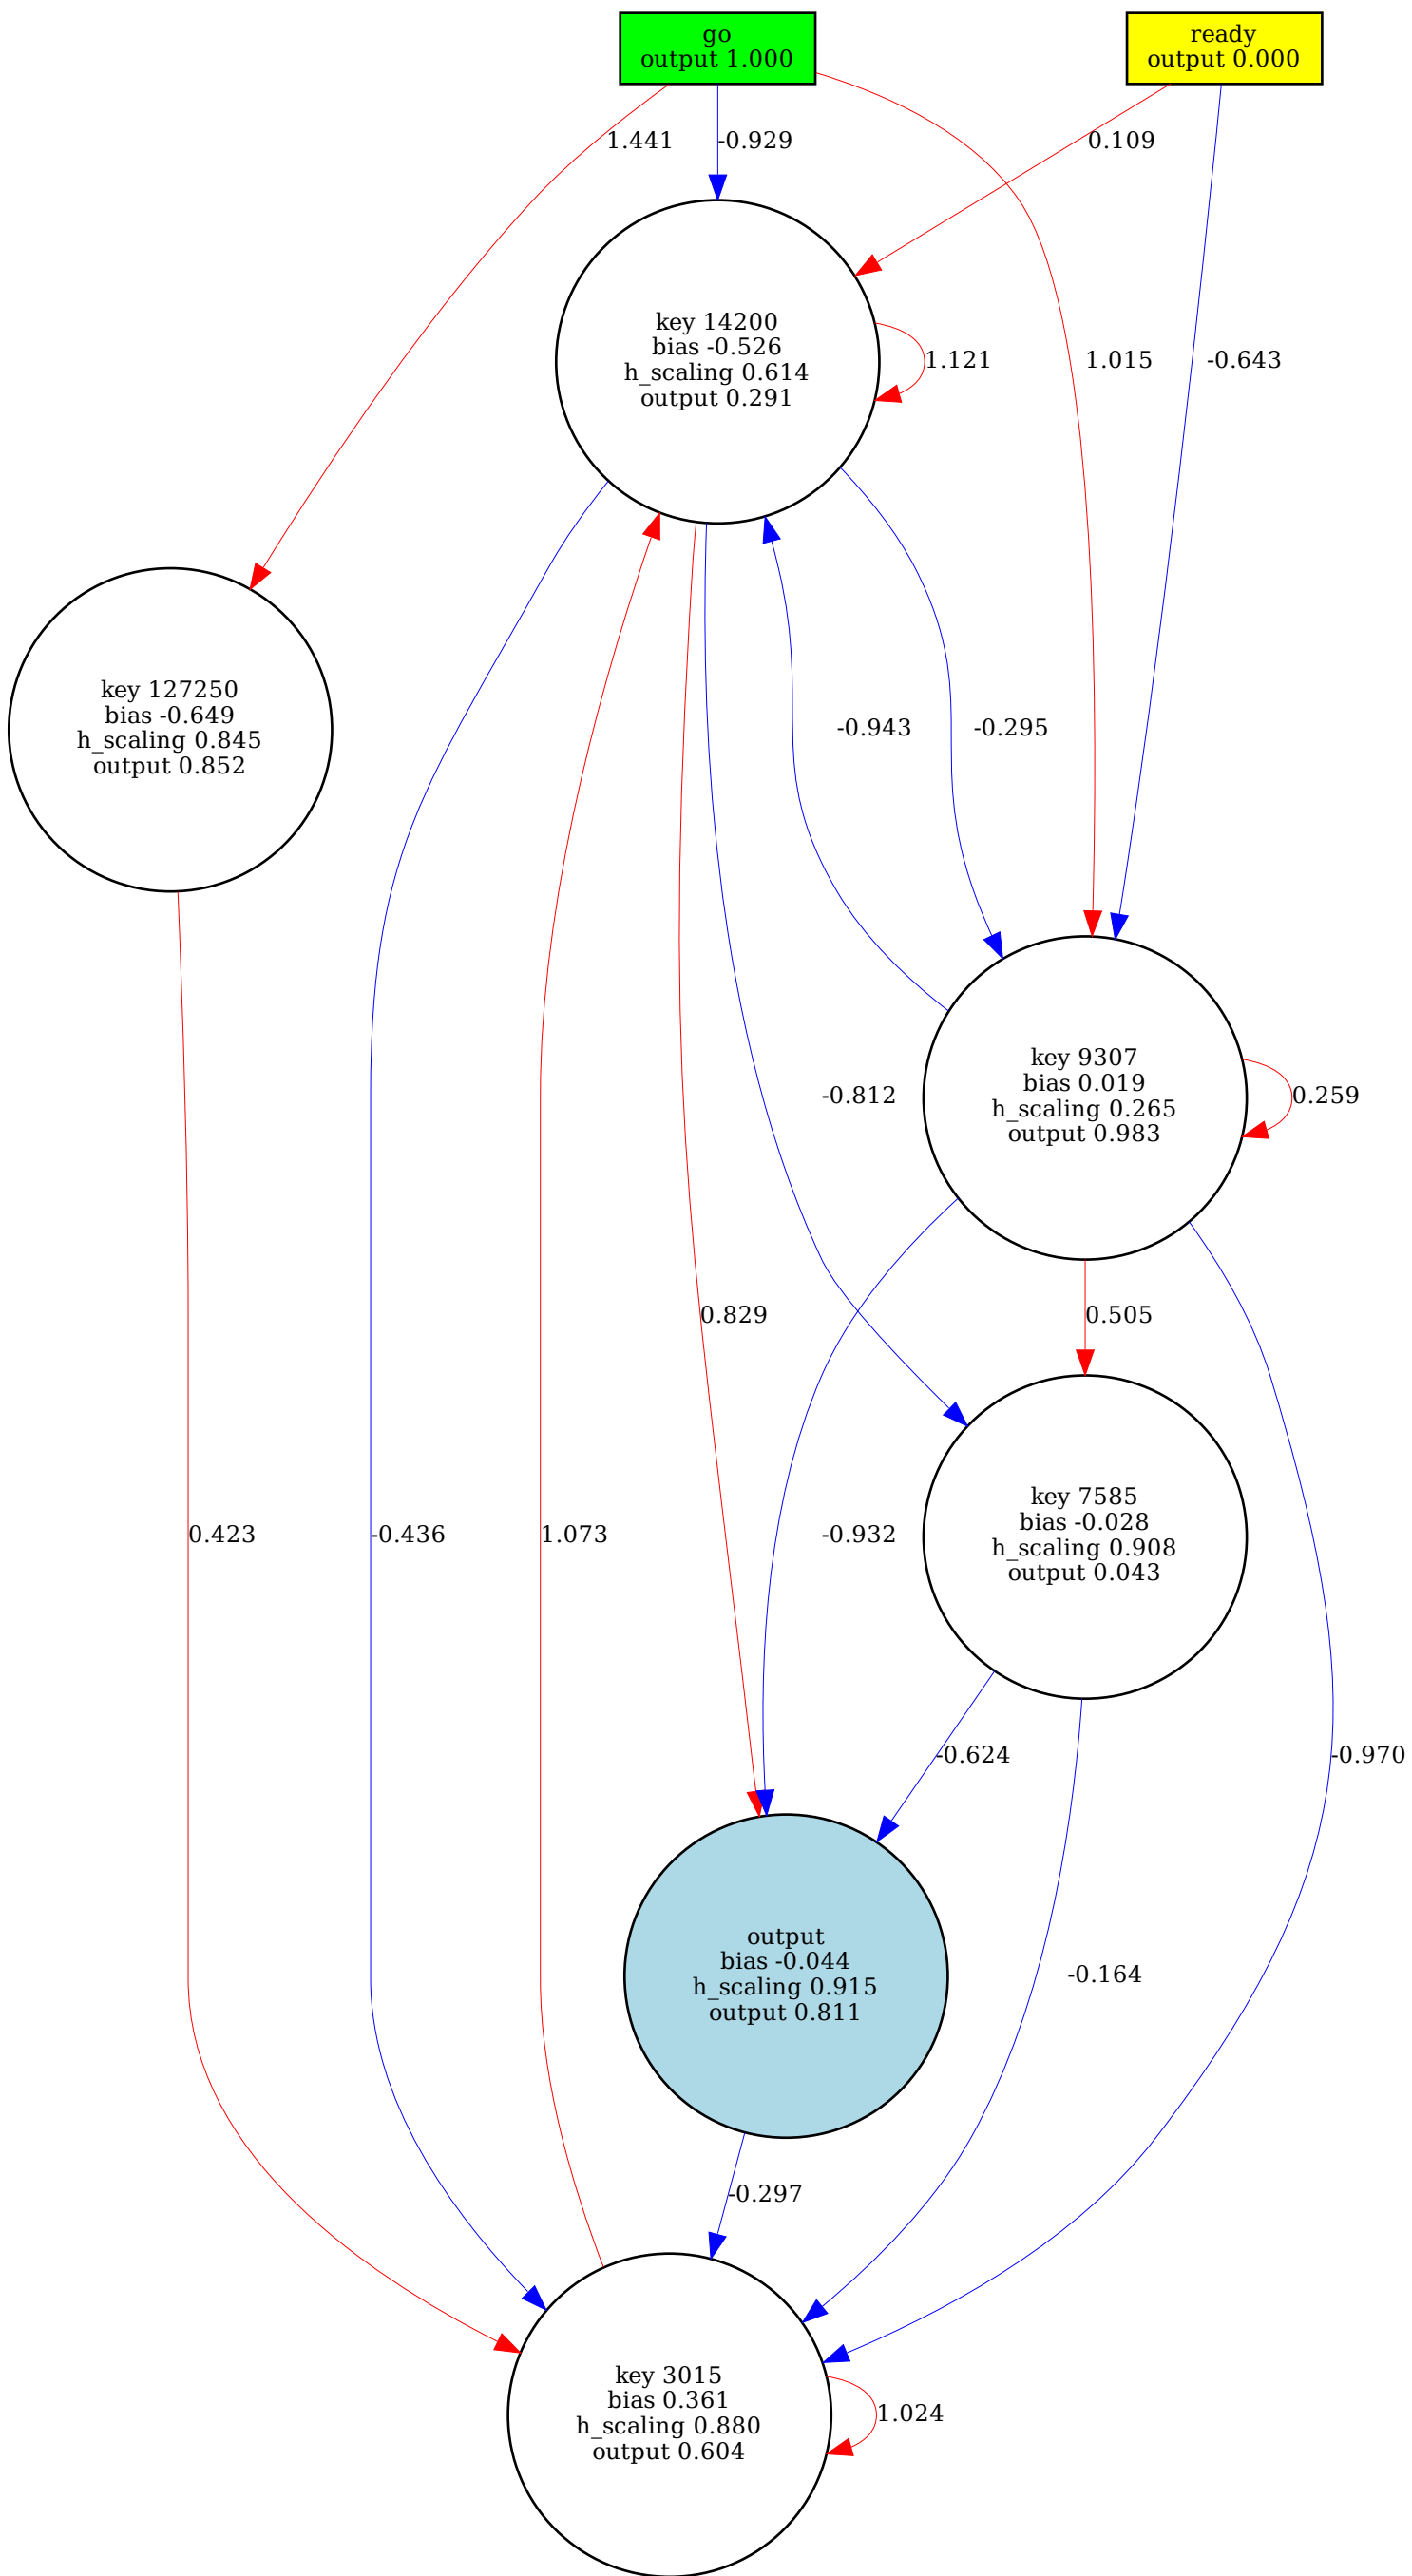 go
output 1.000
ready
output 0.000
1.441
-0.929
0.109
key 14200
bias -0.526
h_scaling 0.614
output 0.291
1.121
1.015
-0.643
key 127250
bias -0.649
h_scaling 0.845
output 0.852
-0.943
-0.295
key 9307
bias 0.019
h_scaling 0.265
output 0.983
-0.812
0.259
0.829
0.505
key 7585
bias -0.028
h_scaling 0.908
output 0.043
0.423
-0.436
1.073
-0.932
-0.624
-0.970
output
bias -0.044
h_scaling 0.915
output 0.811
-0.164
-0.297
key 3015
bias 0.361
h_scaling 0.880
output 0.604
1.024